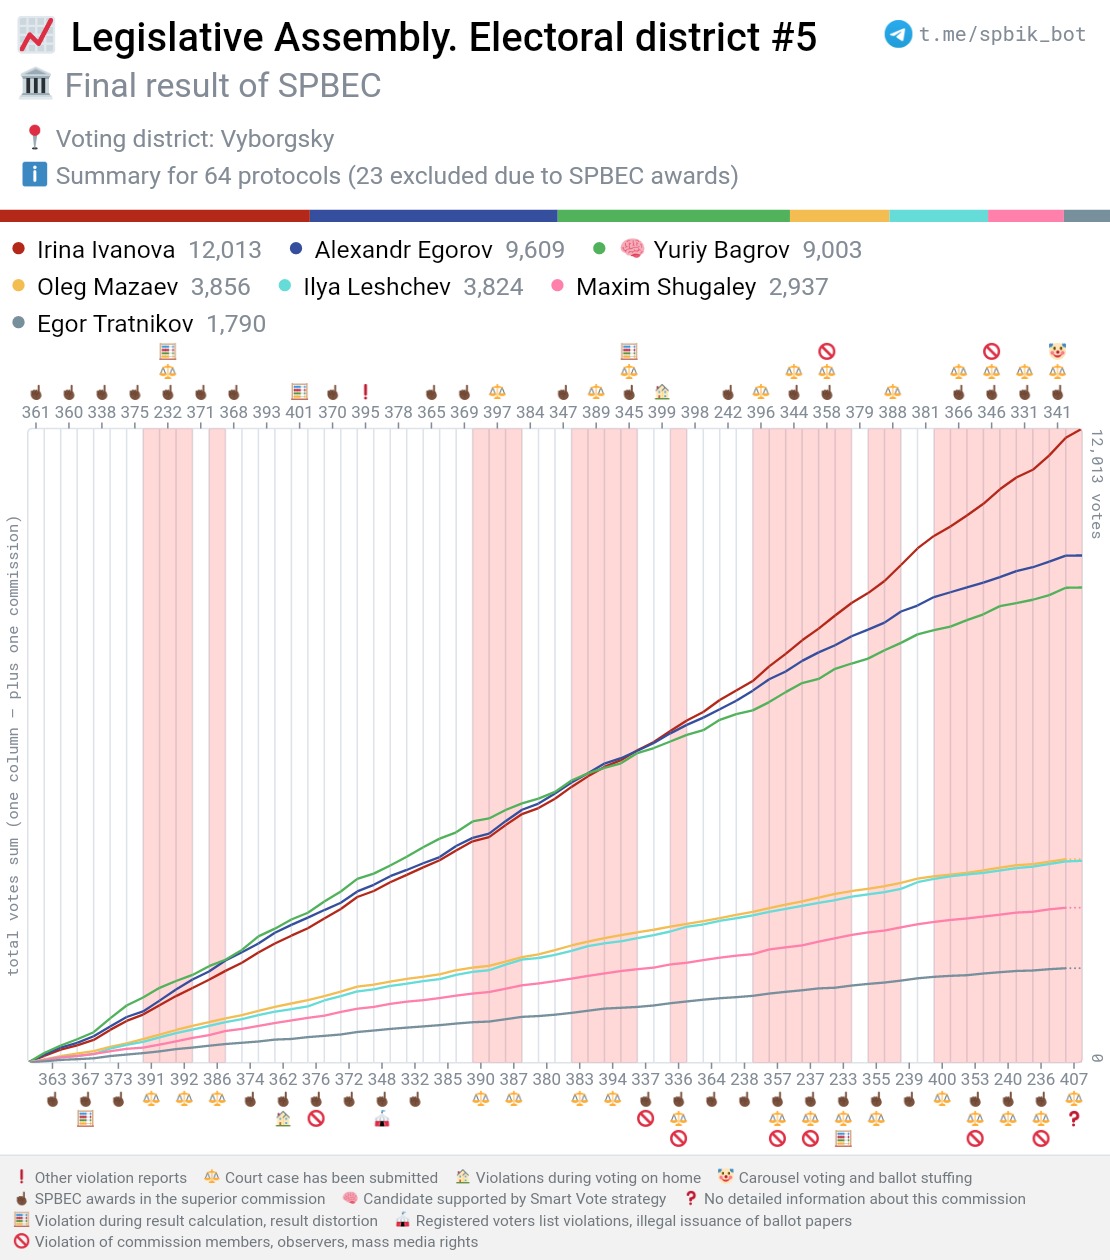 Legislative Assembly. Electoral district #5
t.me/spbik_bot
Final result of SPBEC
Voting district: Vyborgsky
Summary for 64 protocols (23 excluded due to SPBEC awards)
Irina Ivanova 12,013 Alexandr Egorov 9,609 Yuriy Bagrov 9,003
Oleg Mazaev 3,856 Ilya Leshchev 3,824 Maxim Shugaley 2,937
Egor Tratnikov 1,790
361 360 338 375 232 371 368 393 401 370 395 378 365 369 397 384 347 389 345 399 398 242 396 344 358 379 388 381 366 346 331 341
12,013 votes
total votes sum (one column – plus one commission)
0
363 367 373 391 392 386 374 362 376 372 348 332 385 390 387 380 383 394 337 336 364 238 357 237 233 355 239 400 353 240 236 407
Other violation reports Court case has been submitted Violations during voting on home Carousel voting and ballot stuffing
SPBEC awards in the superior commission Candidate supported by Smart Vote strategy No detailed information about this commission
Violation during result calculation, result distortion Registered voters list violations, illegal issuance of ballot papers
Violation of commission members, observers, mass media rights